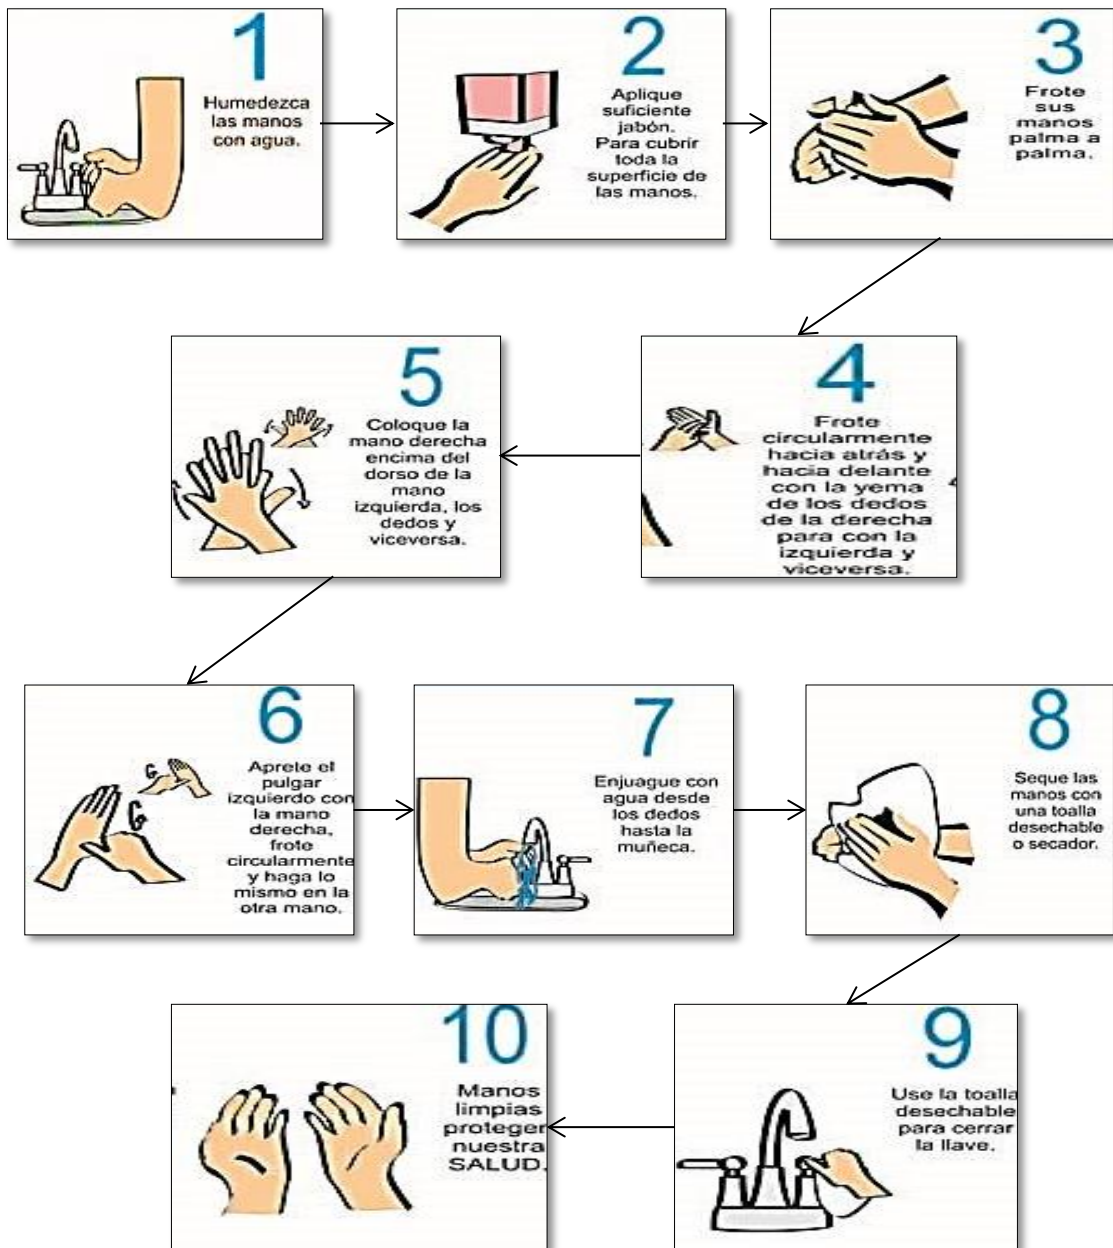 1
Humedezca
las manos
con agua.
2
Aplique
suficiente
jabón.
Para cubrir
toda la
superficie de
las manos.
3
Frote
sus
manos
palma a
palma.
4
Frote
circularmente
hacia atrás y
hacia delante
con la yema
de los dedos
de la derecha
para con la
izquierda y
viceversa.
5
Coloque la
mano derecha
encima del
dorso de la
mano
izquierda, los
dedos y
viceversa.
6
Aprete el
pulgar
izquierdo con
la mano
derecha,
frote
circularmente
y haga lo
mismo en la
otra mano.
7
Enjuague con
agua desde
los dedos
hasta la
muñeca.
8
Seque las
manos con
una toalla
desechable
o secador.
9
Use la toalla
desechable
para cerrar
la llave.
10
Manos
limpias
proteger
nuestra
SALUD.